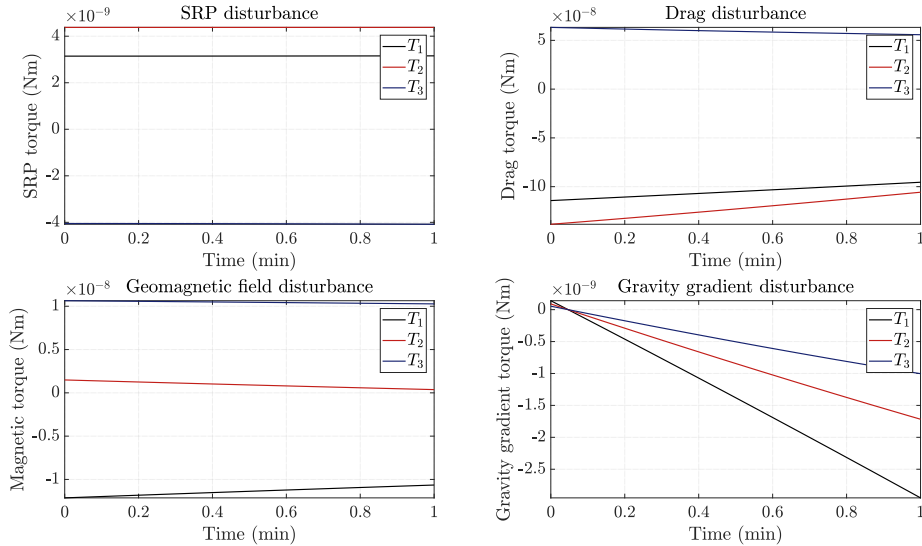 ×10⁻⁹
SRP disturbance
4
2
0
-2
-4
SRP torque (Nm)
T₁
T₂
T₃
0
0.2
0.4
0.6
0.8
1
Time (min)
×10⁻⁸
Drag disturbance
5
0
-5
-10
Drag torque (Nm)
T₁
T₂
T₃
0
0.2
0.4
0.6
0.8
1
Time (min)
×10⁻⁸
Geomagnetic field disturbance
1
0.5
0
-0.5
-1
Magnetic torque (Nm)
T₁
T₂
T₃
0
0.2
0.4
0.6
0.8
1
Time (min)
×10⁻⁹
Gravity gradient disturbance
0
-0.5
-1
-1.5
-2
-2.5
Gravity gradient torque (Nm)
T₁
T₂
T₃
0
0.2
0.4
0.6
0.8
1
Time (min)